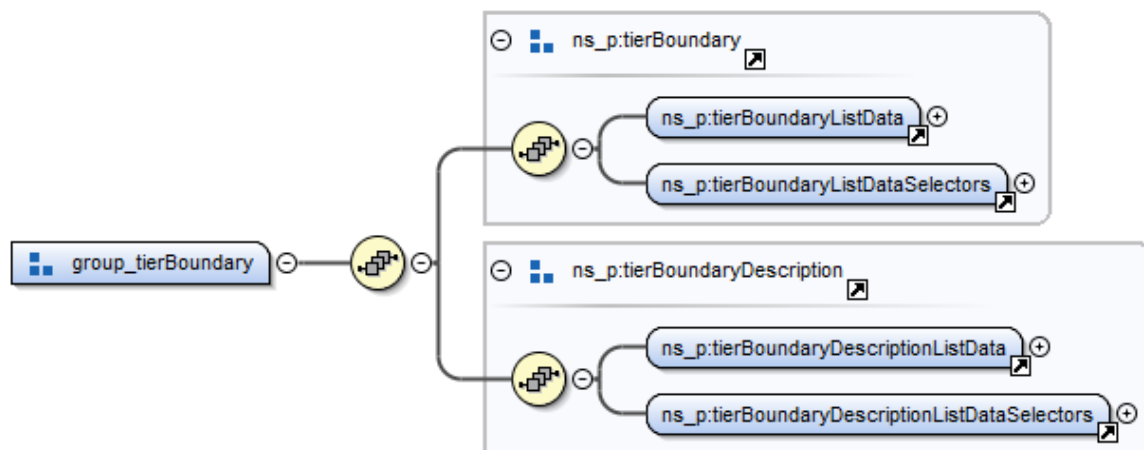 ns_p:tierBoundary
ns_p:tierBoundaryListData
ns_p:tierBoundaryListDataSelectors
group_tierBoundary
ns_p:tierBoundaryDescription
ns_p:tierBoundaryDescriptionListData
ns_p:tierBoundaryDescriptionListDataSelectors